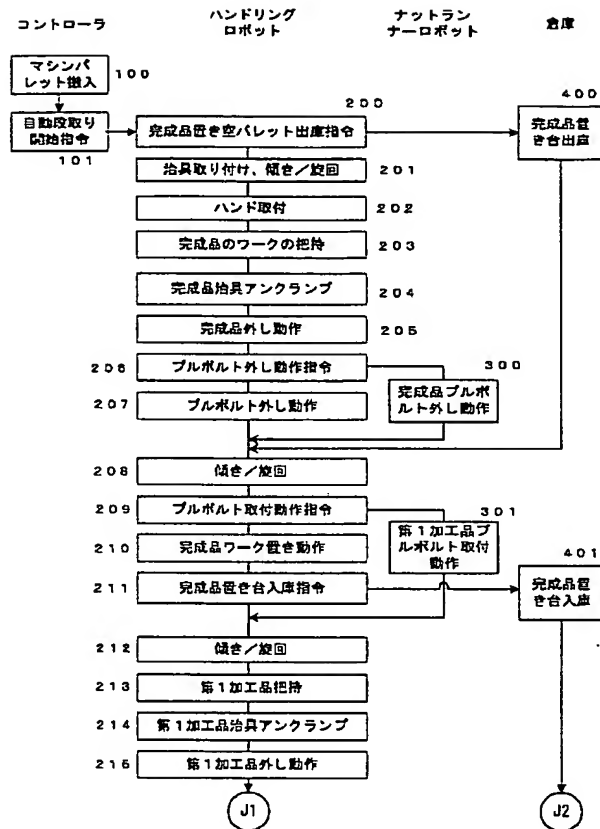 コントローラ
ハンドリング
ロボット
ナットラン
ナーロボット
倉庫
マシンパ
レット搬入
100
自動段取り
開始指令
101
200
完成品置き空パレット出庫指令
400
完成品置
き台出庫
治具取り付け、傾き/旋回
201
ハンド取付
202
完成品のワークの把持
203
完成品治具アンクランプ
204
完成品外し動作
205
206
プルボルト外し動作指令
300
完成品プルボ
ルト外し動作
207
プルボルト外し動作
208
傾き/旋回
209
プルボルト取付動作指令
301
第1加工品プ
ルボルト取付
動作
210
完成品ワーク置き動作
401
完成品置
き台入庫
211
完成品置き台入庫指令
212
傾き/旋回
213
第1加工品把持
214
第1加工品治具アンクランプ
215
第1加工品外し動作
J1
J2